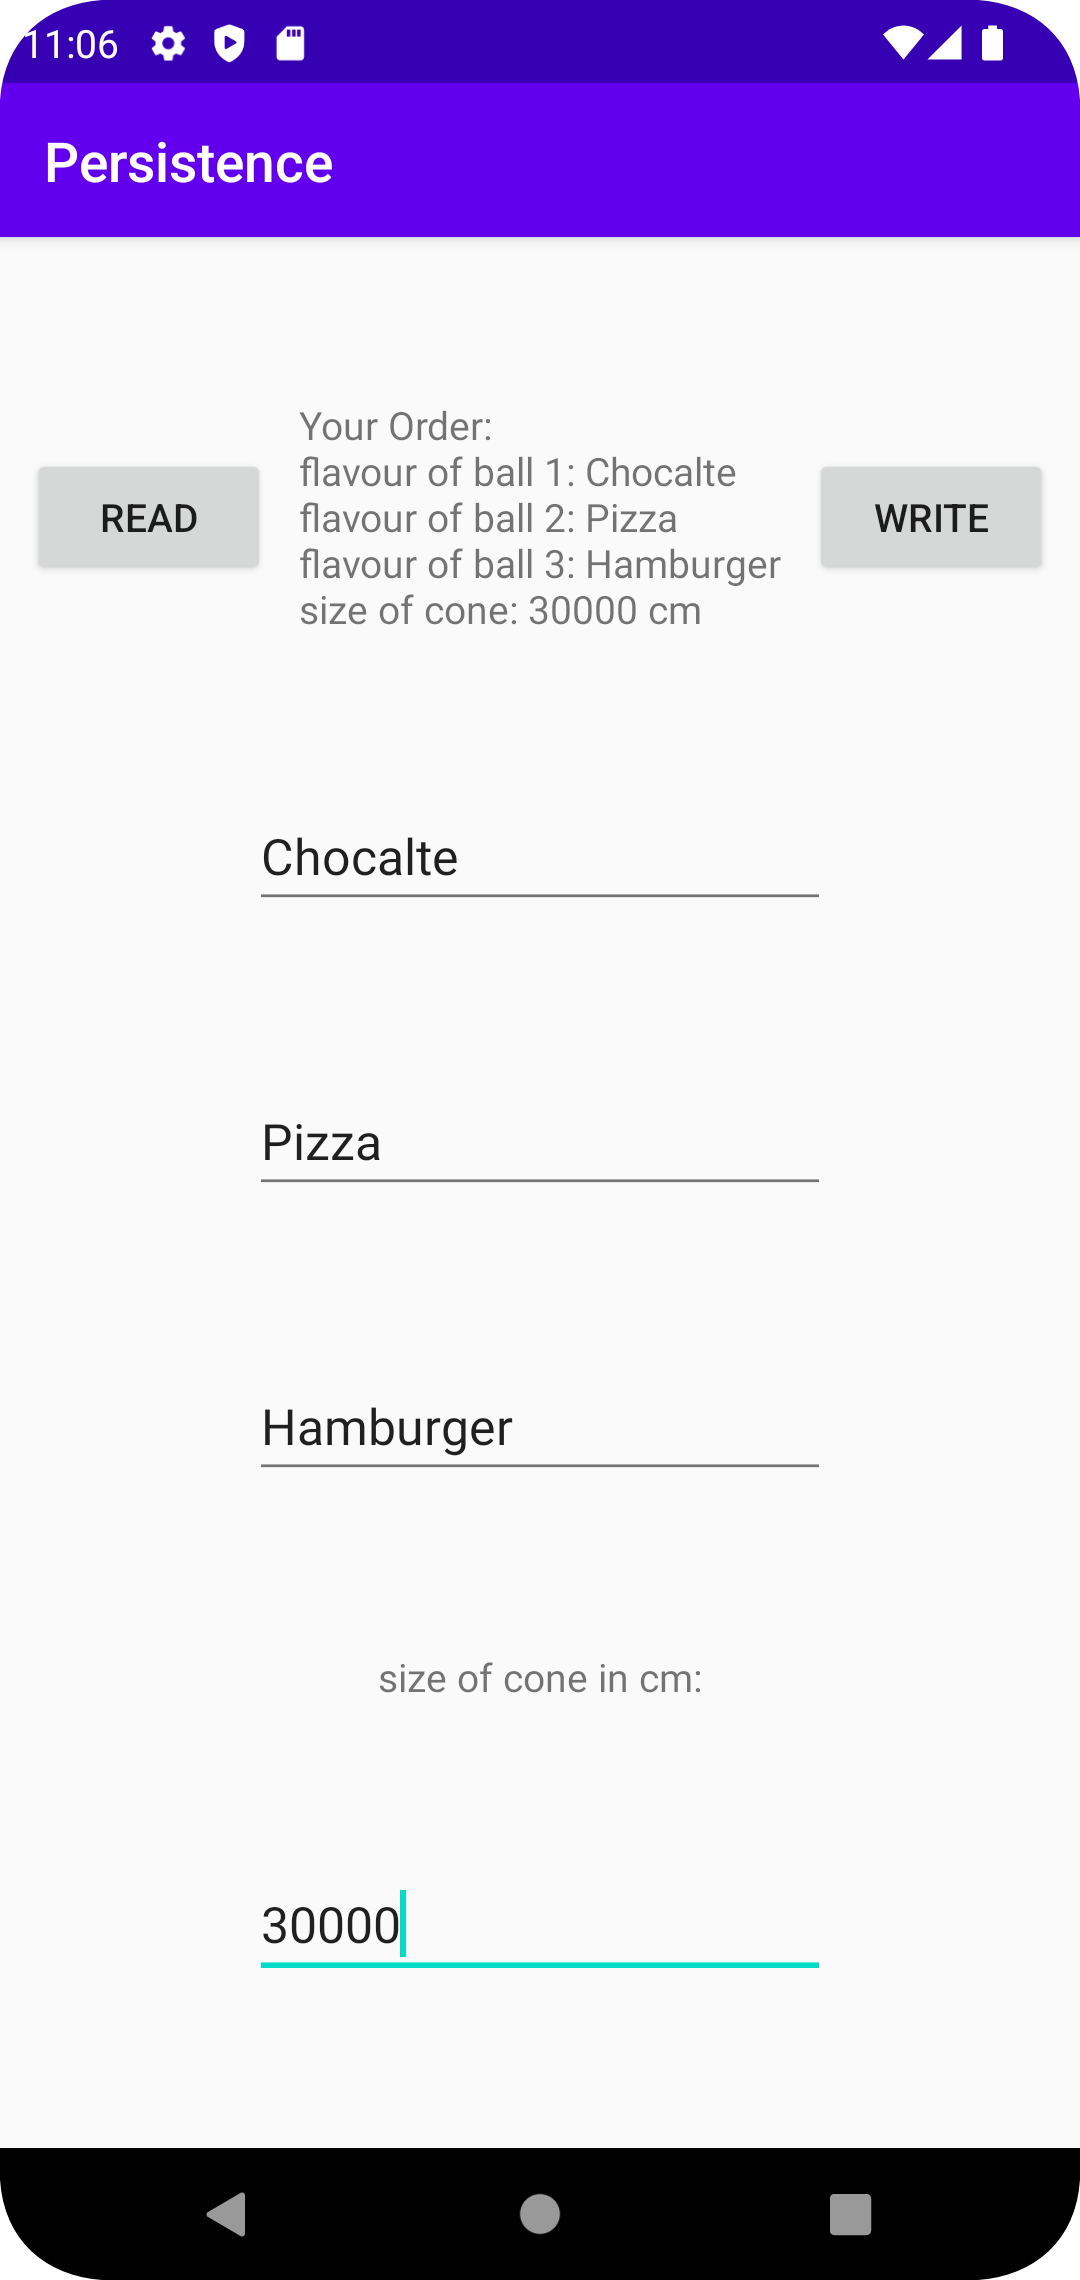 11:06
Persistence
READ
Your Order:
flavour of ball 1: Chocalte
flavour of ball 2: Pizza
flavour of ball 3: Hamburger
size of cone: 30000 cm
WRITE
Chocalte
Pizza
Hamburger
size of cone in cm:
30000